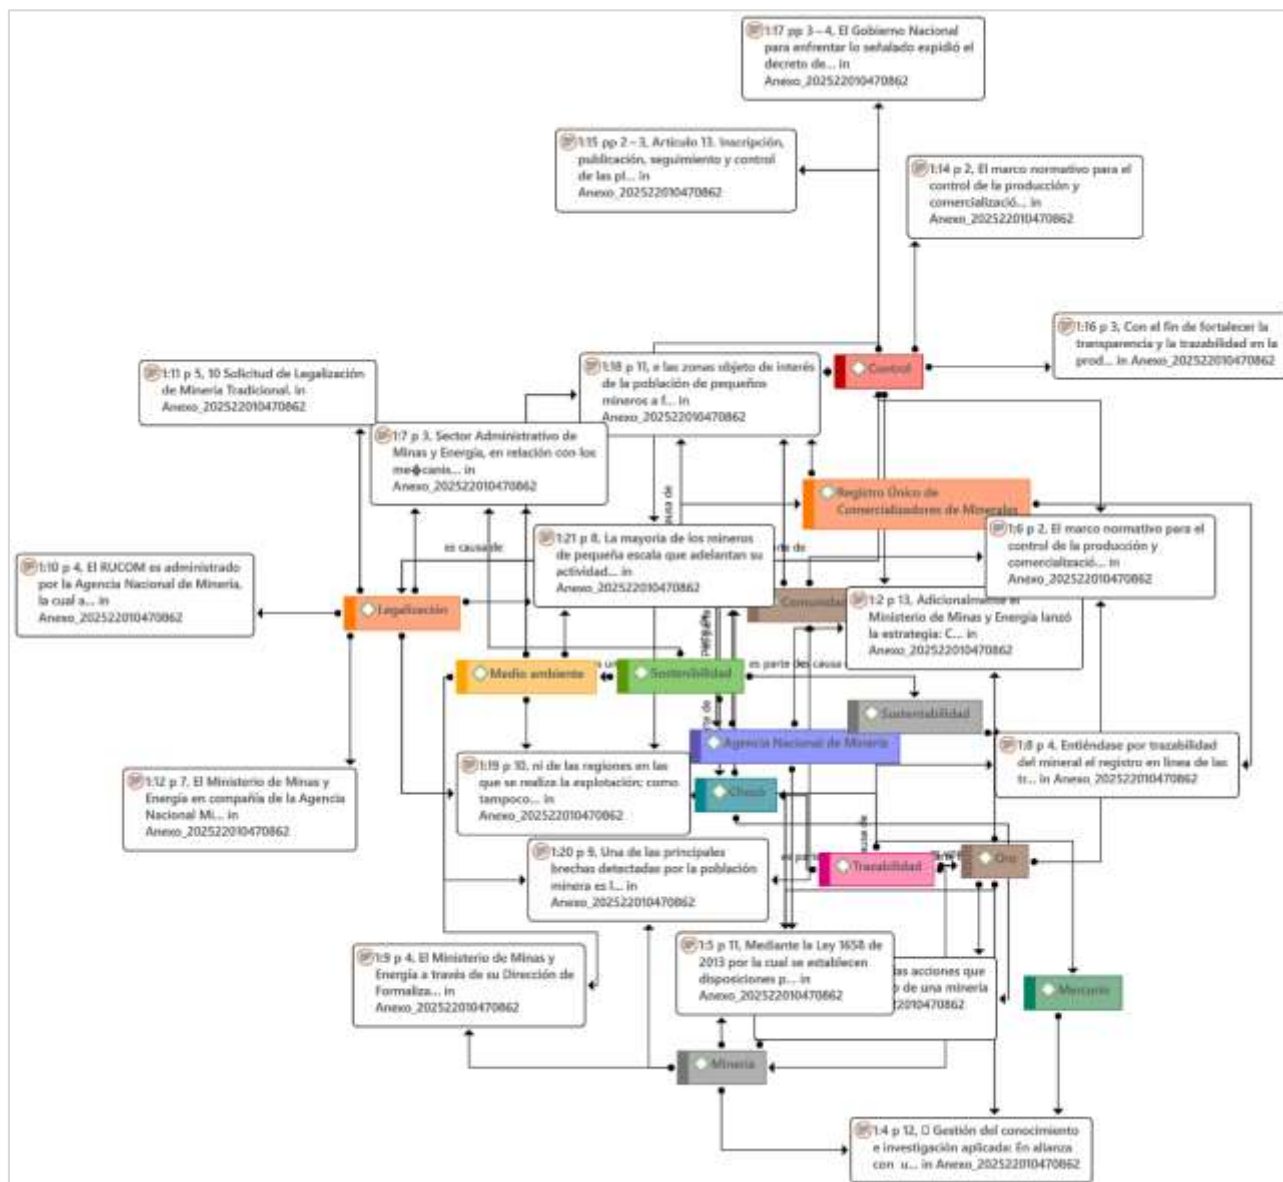 1:17 pp 3–4, El Gobierno Nacional
para enfrentar lo señalado expidió el
decreto de... in
Anexo_202522010470862
1:15 pp 2–3, Artículo 13. Inscripción,
publicación, seguimiento y control
de las pl... in
Anexo_202522010470862
1:14 p 2, El marco normativo para el
control de la producción y
comercializació... in
Anexo_202522010470862
1:16 p 3, Con el fin de fortalecer la
transparencia y la trazabilidad en la
prod... in Anexo_202522010470862
1:18 p 11, e las zonas objeto de interés
de la población de pequeños
mineros a f... in
Anexo_202522010470862
Control
1:11 p 5, 10 Solicitud de Legalización
de Minería Tradicional. in
Anexo_202522010470862
1:7 p 3, Sector Administrativo de
Minas y Energía, en relación con los
me�canis... in
Anexo_202522010470862
Registro Único de
Comercializadores de Minerales
1:6 p 2, El marco normativo para el
control de la producción y
comercializació... in
Anexo_202522010470862
1:21 p 8, La mayoría de los mineros
de pequeña escala que adelantan su
actividad... in
Anexo_202522010470862
es causa de
1:10 p 4, El RUCOM es administrado
por la Agencia Nacional de Minería,
la cual a... in
Anexo_202522010470862
Legalización
1:2 p 13, Adicionalmente el
Ministerio de Minas y Energía lanzó
la estrategia: C... in
Anexo_202522010470862
Medio ambiente
Sostenibilidad
es parte de
causa d
Sustentabilidad
Agencia Nacional de Minería
1:8 p 4, Entiéndase por trazabilidad
del mineral el registro en línea de las
tr... in Anexo_202522010470862
1:19 p 10, ni de las regiones en las
que se realiza la explotación; como
tampoco... in
Anexo_202522010470862
1:12 p 7, El Ministerio de Minas y
Energía en compañía de la Agencia
Nacional Mi... in
Anexo_202522010470862
Chocó
1:20 p 9, Una de las principales
brechas detectadas por la población
minera es l... in
Anexo_202522010470862
Trazabilidad
Oro
1:9 p 4, El Ministerio de Minas y
Energía a través de su Dirección de
Formaliza... in
Anexo_202522010470862
1:5 p 11, Mediante la Ley 1658 de
2013 por la cual se establecen
disposiciones p... in
Anexo_202522010470862
las acciones que
de una minería
Mercurio
Minería
1:4 p 12, Gestión del conocimiento
e investigación aplicada: En alianza
con u... in Anexo_202522010470862